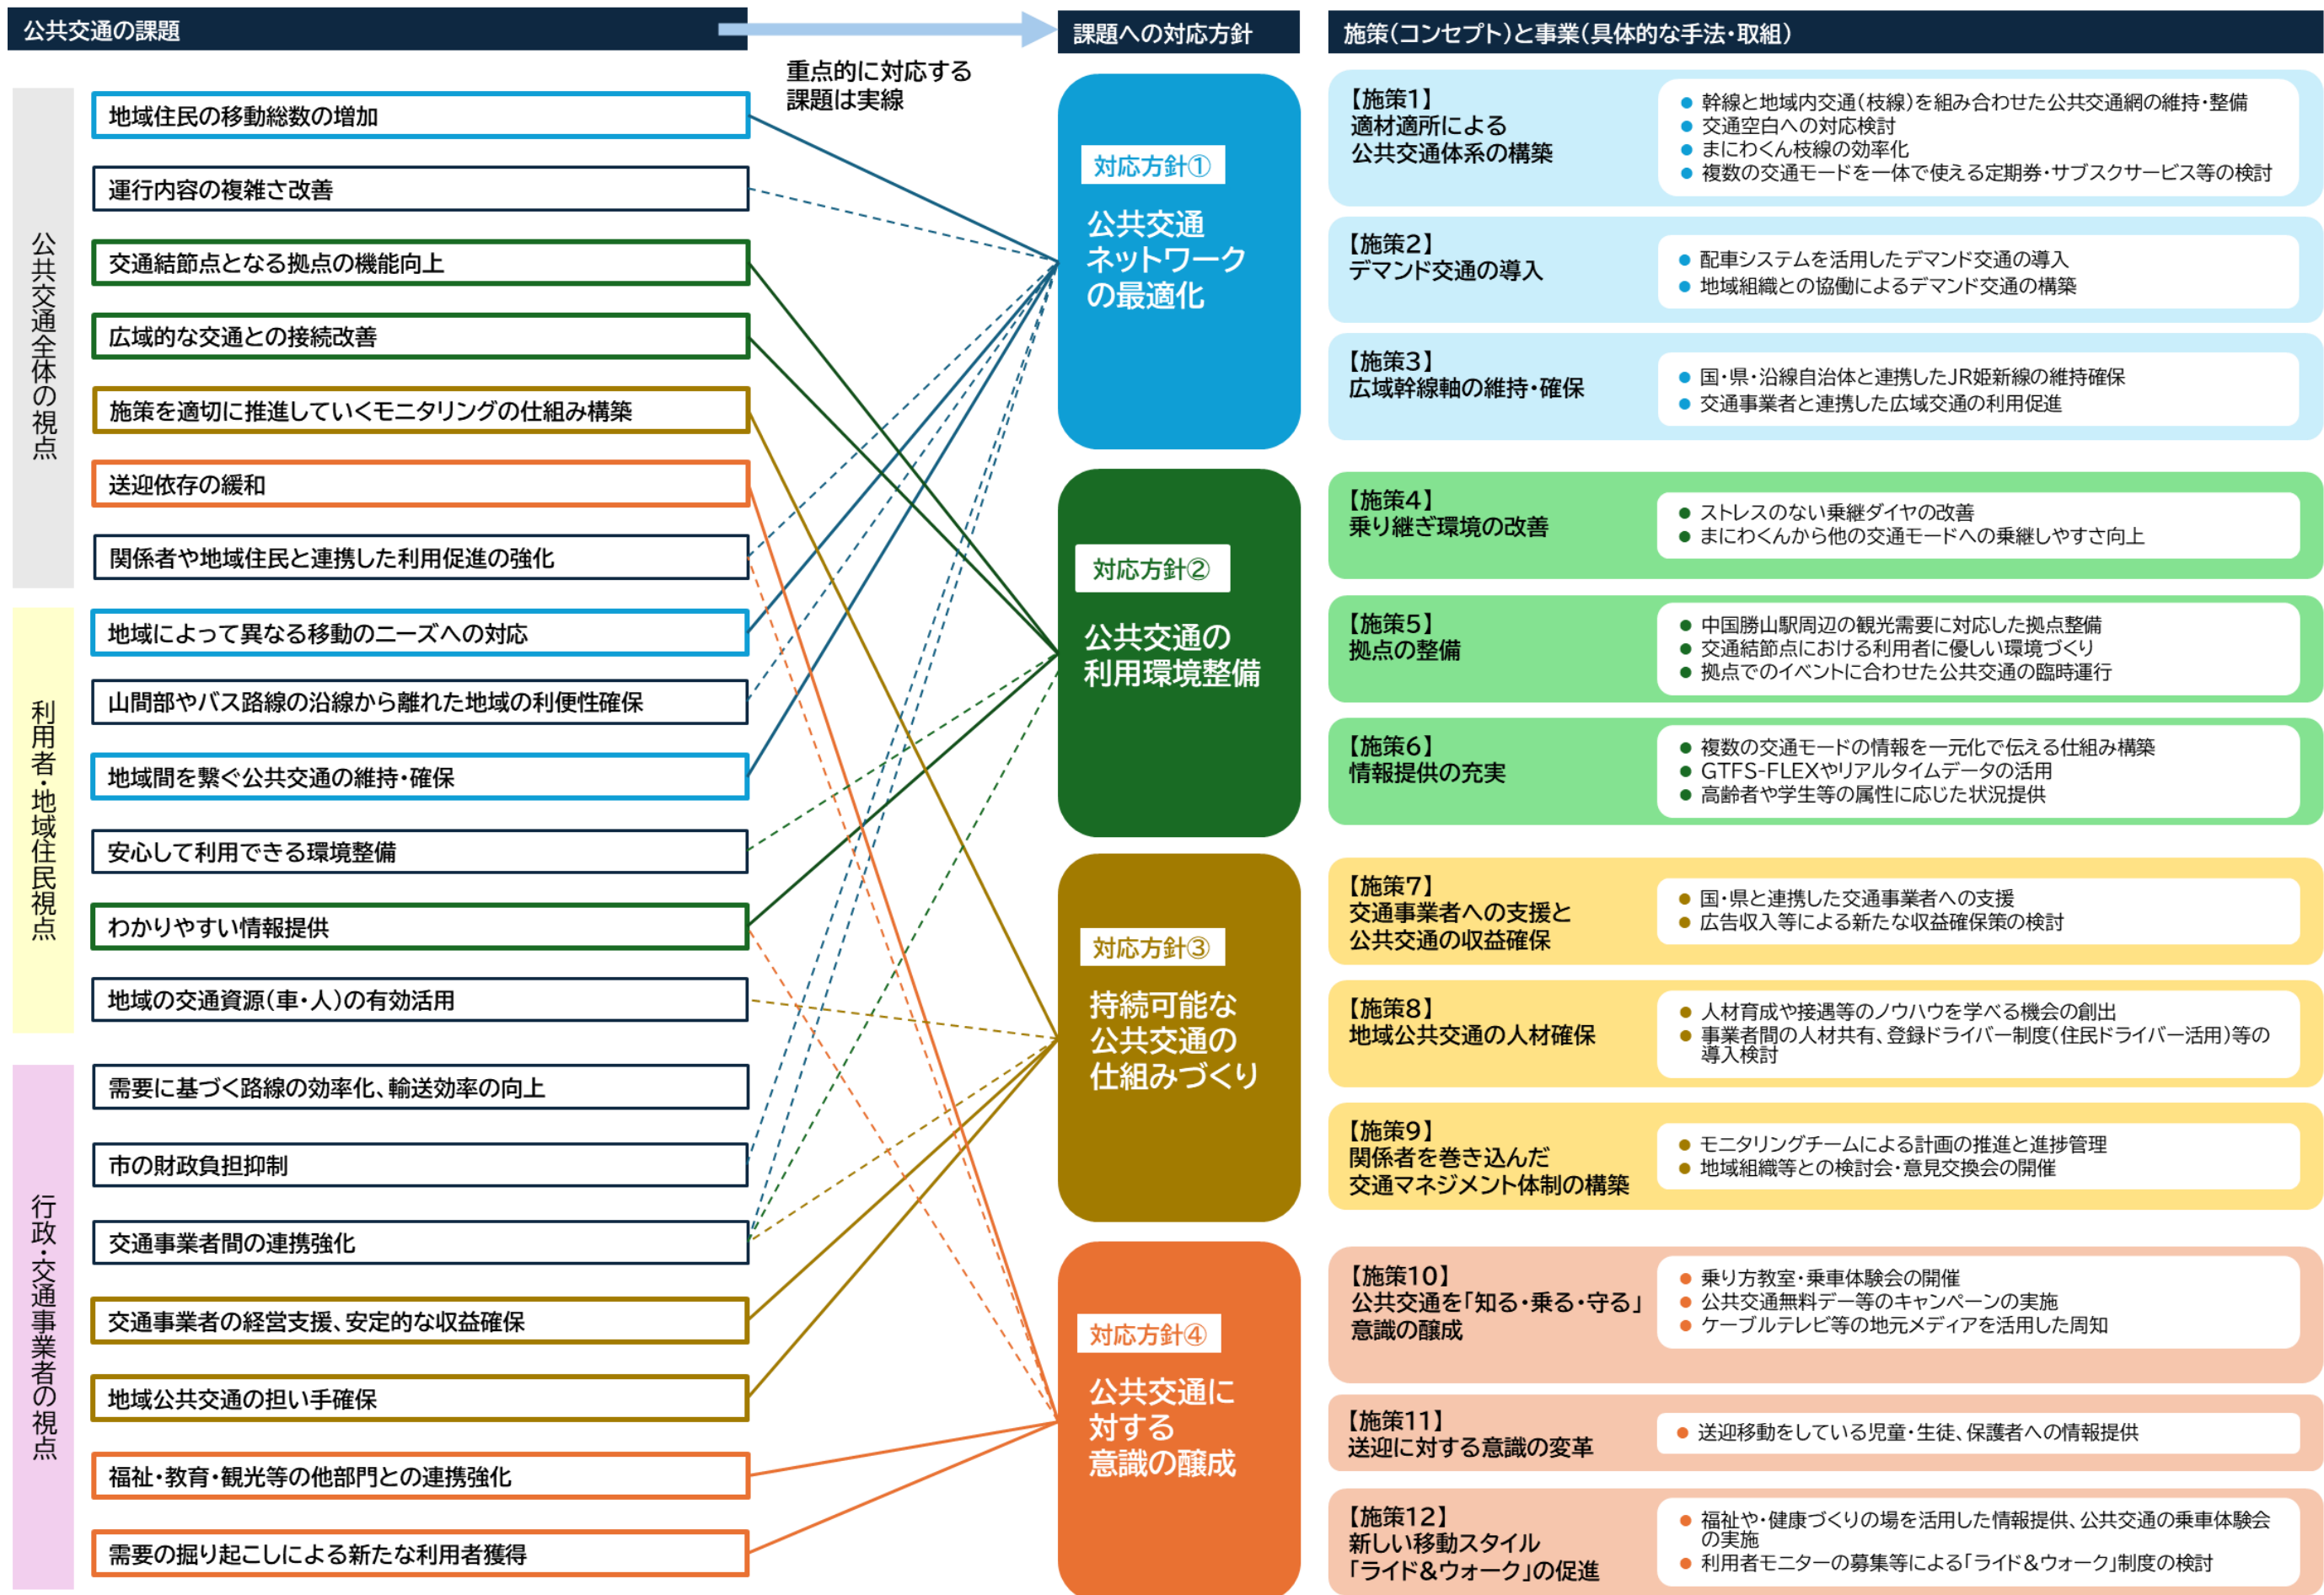 公共交通の課題
課題への対応方針
施策(コンセプト)と事業(具体的な手法・取組)
重点的に対応する
課題は実線
公共交通全体の視点
地域住民の移動総数の増加
運行内容の複雑さ改善
交通結節点となる拠点の機能向上
広域的な交通との接続改善
施策を適切に推進していくモニタリングの仕組み構築
送迎依存の緩和
関係者や地域住民と連携した利用促進の強化
利用者・地域住民視点
地域によって異なる移動のニーズへの対応
山間部やバス路線の沿線から離れた地域の利便性確保
地域間を繋ぐ公共交通の維持・確保
安心して利用できる環境整備
わかりやすい情報提供
地域の交通資源(車・人)の有効活用
行政・交通事業者の視点
需要に基づく路線の効率化、輸送効率の向上
市の財政負担抑制
交通事業者間の連携強化
交通事業者の経営支援、安定的な収益確保
地域公共交通の担い手確保
福祉・教育・観光等の他部門との連携強化
需要の掘り起こしによる新たな利用者獲得
対応方針①
公共交通
ネットワーク
の最適化
対応方針②
公共交通の
利用環境整備
対応方針③
持続可能な
公共交通の
仕組みづくり
対応方針④
公共交通に
対する
意識の醸成
【施策1】
適材適所による
公共交通体系の構築
● 幹線と地域内交通(枝線)を組み合わせた公共交通網の維持・整備
● 交通空白への対応検討
● まにわくん枝線の効率化
● 複数の交通モードを一体で使える定期券・サブスクサービス等の検討
【施策2】
デマンド交通の導入
● 配車システムを活用したデマンド交通の導入
● 地域組織との協働によるデマンド交通の構築
【施策3】
広域幹線軸の維持・確保
● 国・県・沿線自治体と連携したJR姫新線の維持確保
● 交通事業者と連携した広域交通の利用促進
【施策4】
乗り継ぎ環境の改善
● ストレスのない乗継ダイヤの改善
● まにわくんから他の交通モードへの乗継しやすさ向上
【施策5】
拠点の整備
● 中国勝山駅周辺の観光需要に対応した拠点整備
● 交通結節点における利用者に優しい環境づくり
● 拠点でのイベントに合わせた公共交通の臨時運行
【施策6】
情報提供の充実
● 複数の交通モードの情報を一元化で伝える仕組み構築
● GTFS-FLEXやリアルタイムデータの活用
● 高齢者や学生等の属性に応じた状況提供
【施策7】
交通事業者への支援と
公共交通の収益確保
● 国・県と連携した交通事業者への支援
● 広告収入等による新たな収益確保策の検討
【施策8】
地域公共交通の人材確保
● 人材育成や接遇等のノウハウを学べる機会の創出
● 事業者間の人材共有、登録ドライバー制度(住民ドライバー活用)等の
導入検討
【施策9】
関係者を巻き込んだ
交通マネジメント体制の構築
● モニタリングチームによる計画の推進と進捗管理
● 地域組織等との検討会・意見交換会の開催
【施策10】
公共交通を「知る・乗る・守る」
意識の醸成
● 乗り方教室・乗車体験会の開催
● 公共交通無料デー等のキャンペーンの実施
● ケーブルテレビ等の地元メディアを活用した周知
【施策11】
送迎に対する意識の変革
● 送迎移動をしている児童・生徒、保護者への情報提供
【施策12】
新しい移動スタイル
「ライド&ウォーク」の促進
● 福祉や・健康づくりの場を活用した情報提供、公共交通の乗車体験会
の実施
● 利用者モニターの募集等による「ライド&ウォーク」制度の検討